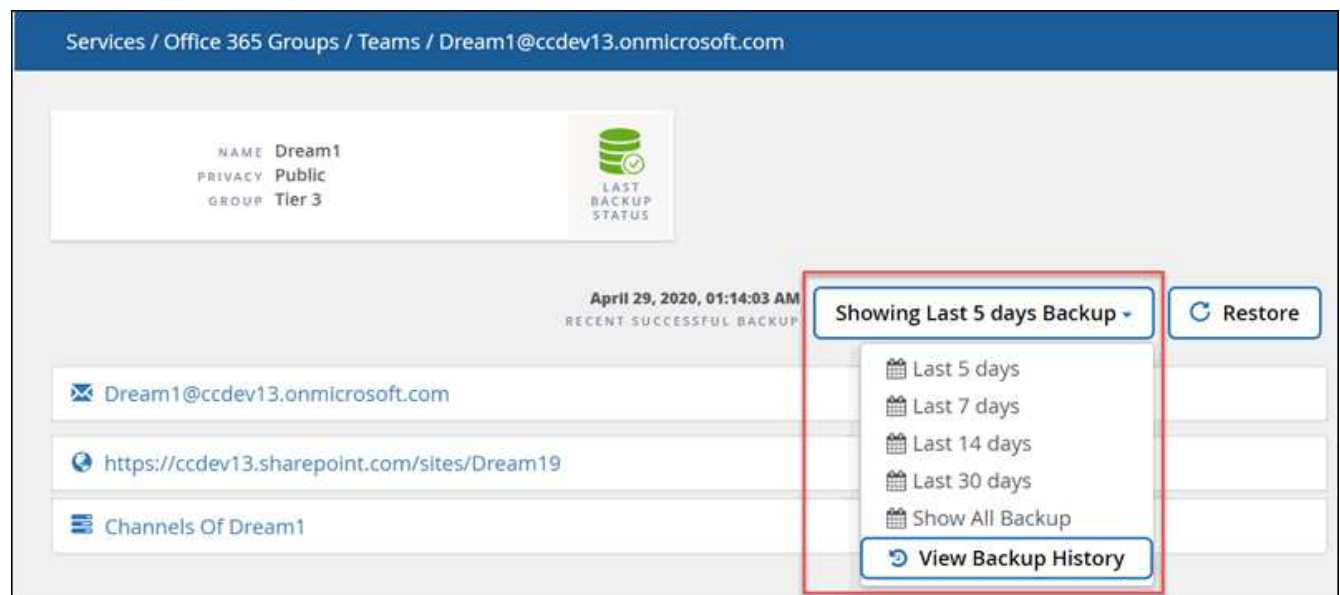 Services / Office 365 Groups / Teams / Dream1@ccdev13.onmicrosoft.com
NAME Dream1
PRIVACY Public
GROUP Tier 3
LAST
BACKUP
STATUS
April 29, 2020, 01:14:03 AM
RECENT SUCCESSFUL BACKUP
Showing Last 5 days Backup
Restore
Last 5 days
Last 7 days
Last 14 days
Last 30 days
Show All Backup
View Backup History
Dream1@ccdev13.onmicrosoft.com
https://ccdev13.sharepoint.com/sites/Dream19
Channels Of Dream1